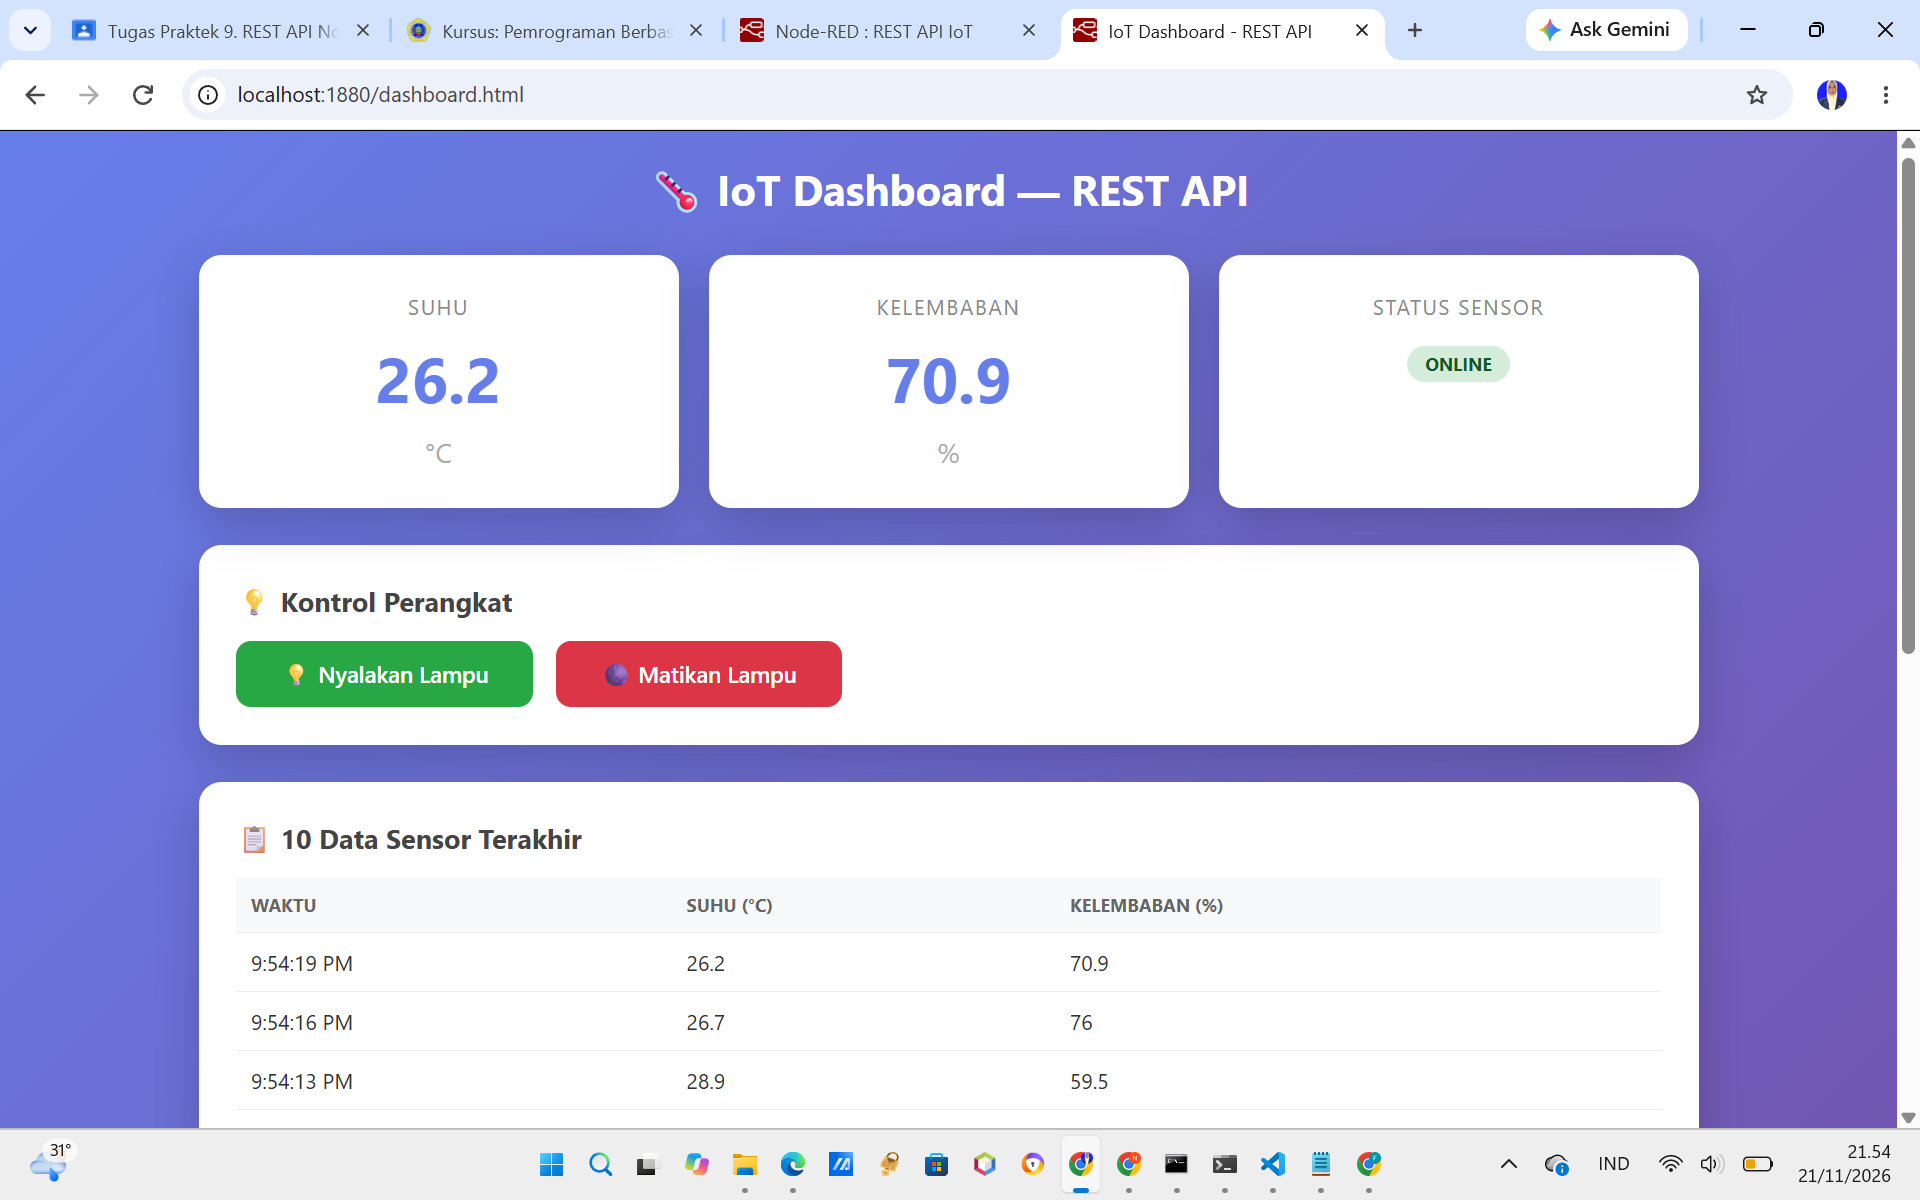 Tugas Praktek 9. REST API No
Kursus: Pemrograman Berbas
Node-RED : REST API IoT
IoT Dashboard - REST API
Ask Gemini
localhost:1880/dashboard.html
IoT Dashboard — REST API
SUHU
26.2
°C
KELEMBABAN
70.9
%
STATUS SENSOR
ONLINE
Kontrol Perangkat
Nyalakan Lampu
Matikan Lampu
10 Data Sensor Terakhir
WAKTU SUHU (°C) KELEMBABAN (%)
9:54:19 PM 26.2 70.9
9:54:16 PM 26.7 76
9:54:13 PM 28.9 59.5
31°
IND
21.54
21/11/2026